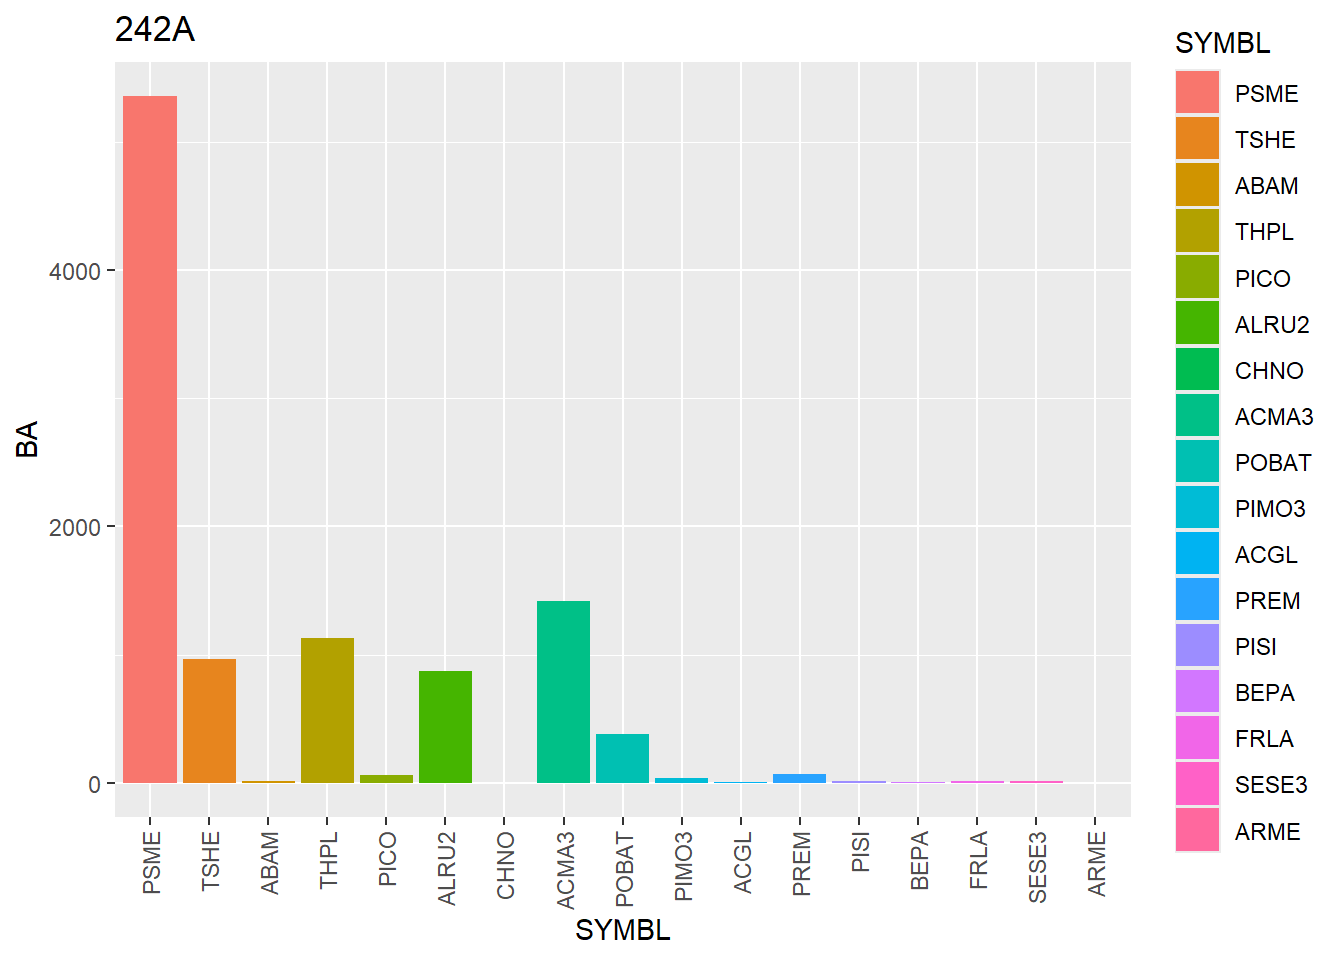 242A
BA
4000
2000
0
PSME
TSHE
ABAM
THPL
PICO
ALRU2
CHNO
ACMA3
POBAT
PIMO3
ACGL
PREM
PISI
BEPA
FRLA
SESE3
ARME
SYMBL
SYMBL
PSME
TSHE
ABAM
THPL
PICO
ALRU2
CHNO
ACMA3
POBAT
PIMO3
ACGL
PREM
PISI
BEPA
FRLA
SESE3
ARME